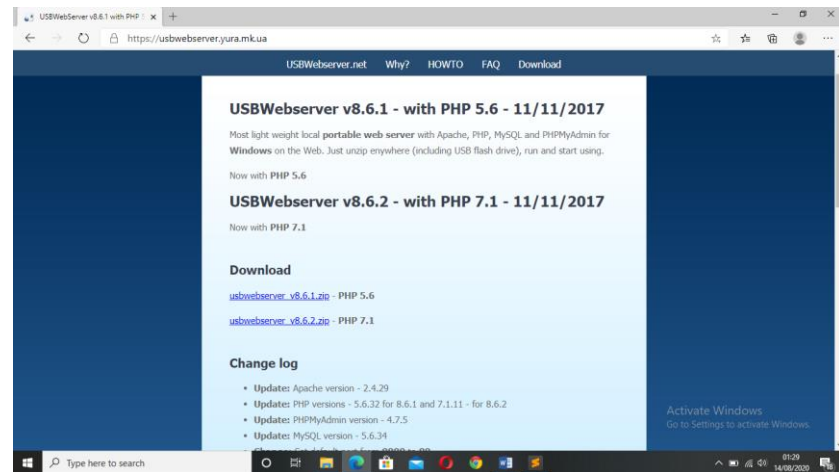 USBWebserver v8.6.1 with PHP 5
https://usbwebserver.yura.mk.ua
USBWebserver.net Why? HOWTO FAQ Download
USBWebserver v8.6.1 - with PHP 5.6 - 11/11/2017
Most light weight local portable web server with Apache, PHP, MySQL and PHPMyAdmin for
Windows on the Web. Just unzip enywhere (including USB flash drive), run and start using.
Now with PHP 5.6
USBWebserver v8.6.2 - with PHP 7.1 - 11/11/2017
Now with PHP 7.1
Download
usbwebserver_v8.6.1.zip - PHP 5.6
usbwebserver_v8.6.2.zip - PHP 7.1
Change log
• Update: Apache version - 2.4.29
• Update: PHP versions - 5.6.32 for 8.6.1 and 7.1.11 - for 8.6.2
• Update: PHPMyAdmin version - 4.7.5
• Update: MySQL version - 5.6.34
Activate Windows
Go to Settings to activate Windows.
Type here to search
01:29
14/08/2020